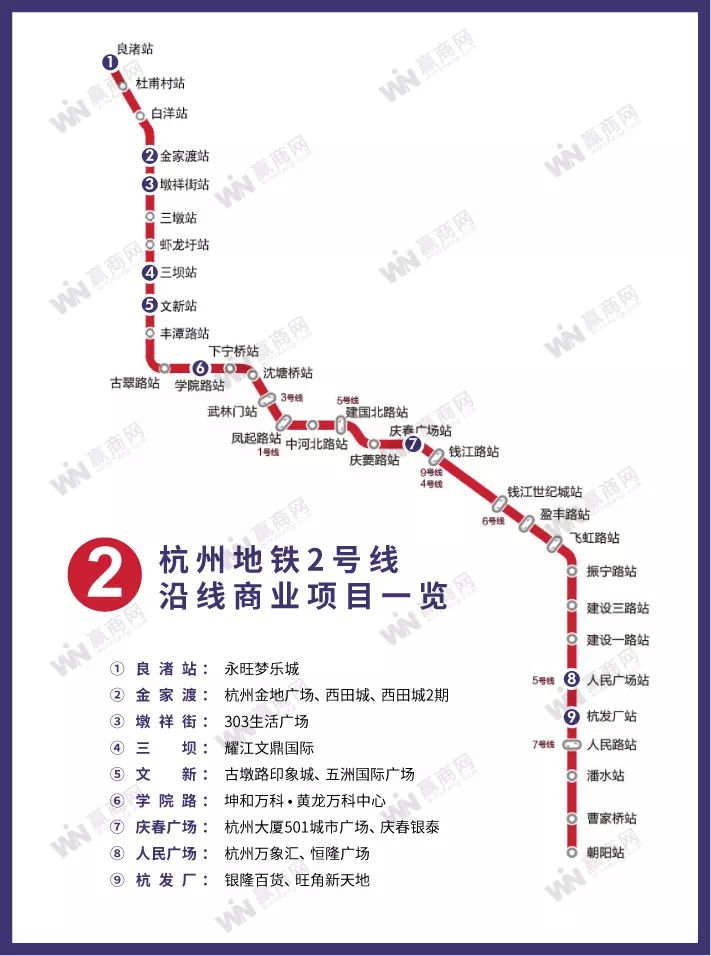 良渚站
1
杜甫村站
白洋站
2 金家渡站
3 墩祥街站
三墩站
虾龙圩站
4 三坝站
5 文新站
丰潭路站
下宁桥站
6
古翠路站
学院路站
沈塘桥站
3号线
武林门站
5号线
建国北路站
凤起路站
1号线
中河北路站
庆春广场站
7
庆菱路站
钱江路站
9号线
4号线
钱江世纪城站
6号线
盈丰路站
飞虹路站
振宁路站
建设三路站
建设一路站
5号线 8 人民广场站
9 杭发厂站
7号线 人民路站
潘水站
曹家桥站
朝阳站
2
杭州地铁2号线
沿线商业项目一览
① 良渚站：永旺梦乐城
② 金家渡：杭州金地广场、西田城、西田城2期
③ 墩祥街：303生活广场
④ 三坝：耀江文鼎国际
⑤ 文新：古墩路印象城、五洲国际广场
⑥ 学院路：坤和万科•黄龙万科中心
⑦ 庆春广场：杭州大厦501城市广场、庆春银泰
⑧ 人民广场：杭州万象汇、恒隆广场
⑨ 杭发厂：银隆百货、旺角新天地
WIN 赢商网